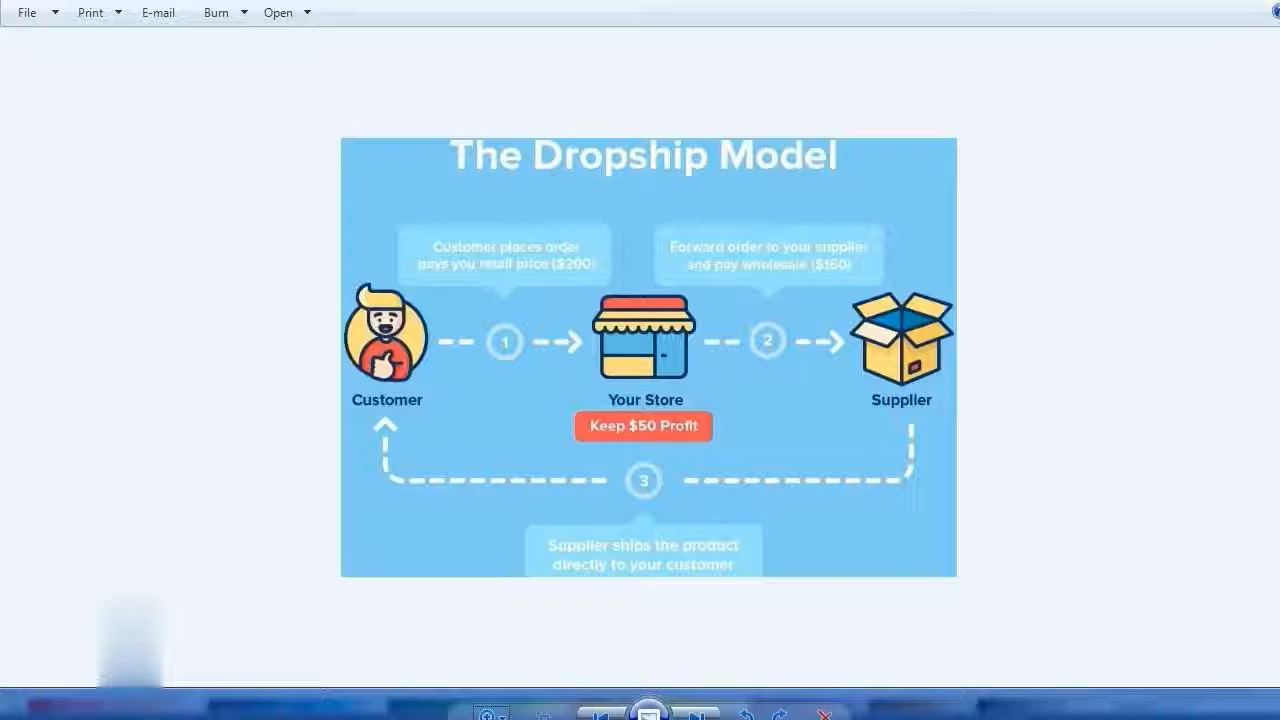 File Print E-mail Burn Open
The Dropship Model
Customer places order
pays you retail price ($200)
Forward order to your supplier
and pay wholesale ($150)
1
2
Customer
Your Store
Supplier
Keep $50 Profit
3
Supplier ships the product
directly to your customer